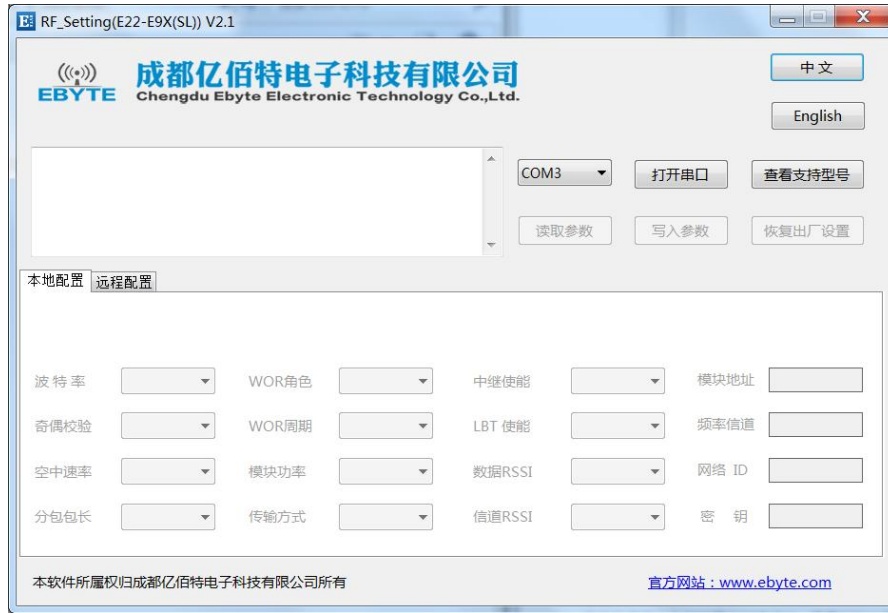 RF_Setting(E22-E9X(SL)) V2.1
EBYTE
成都亿佰特电子科技有限公司
Chengdu Ebyte Electronic Technology Co.,Ltd.
中文
English
COM3
打开串口
查看支持型号
读取参数
写入参数
恢复出厂设置
本地配置 远程配置
波特率 WOR角色 中继使能 模块地址
奇偶校验 WOR周期 LBT 使能 频率信道
空中速率 模块功率 数据RSSI 网络 ID
分包包长 传输方式 信道RSSI 密 钥
本软件所属权归成都亿佰特电子科技有限公司所有 官方网站：www.ebyte.com